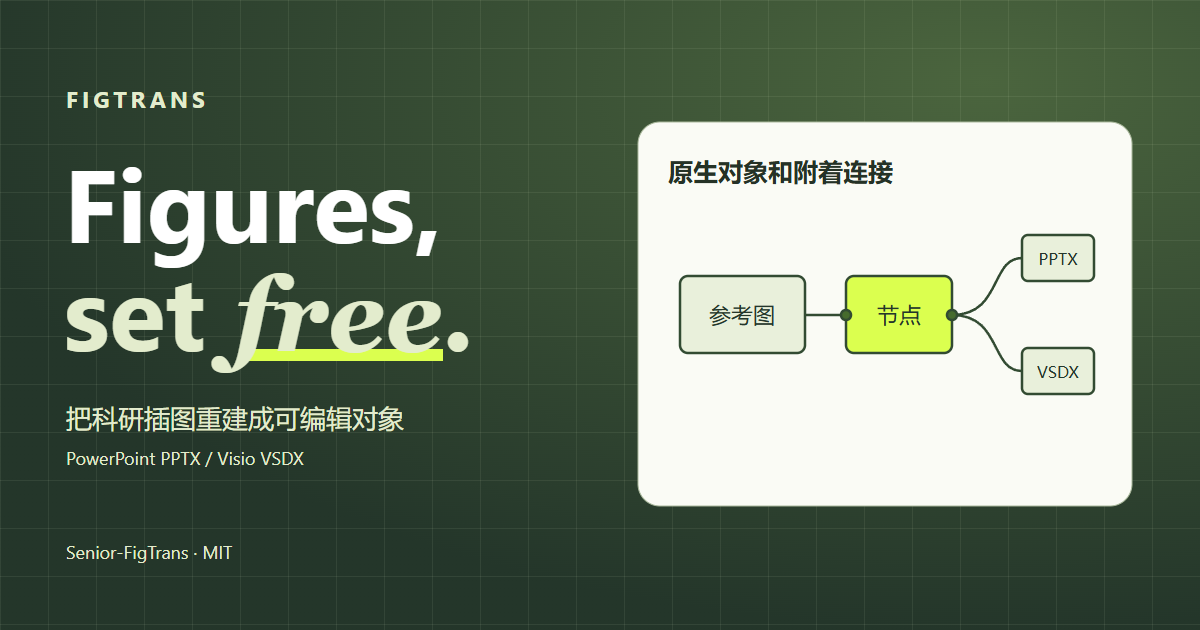 FIGTRANS
Figures,
set free.
把科研插图重建成可编辑对象
PowerPoint PPTX / Visio VSDX
Senior-FigTrans · MIT
原生对象和附着连接
参考图
节点
PPTX
VSDX